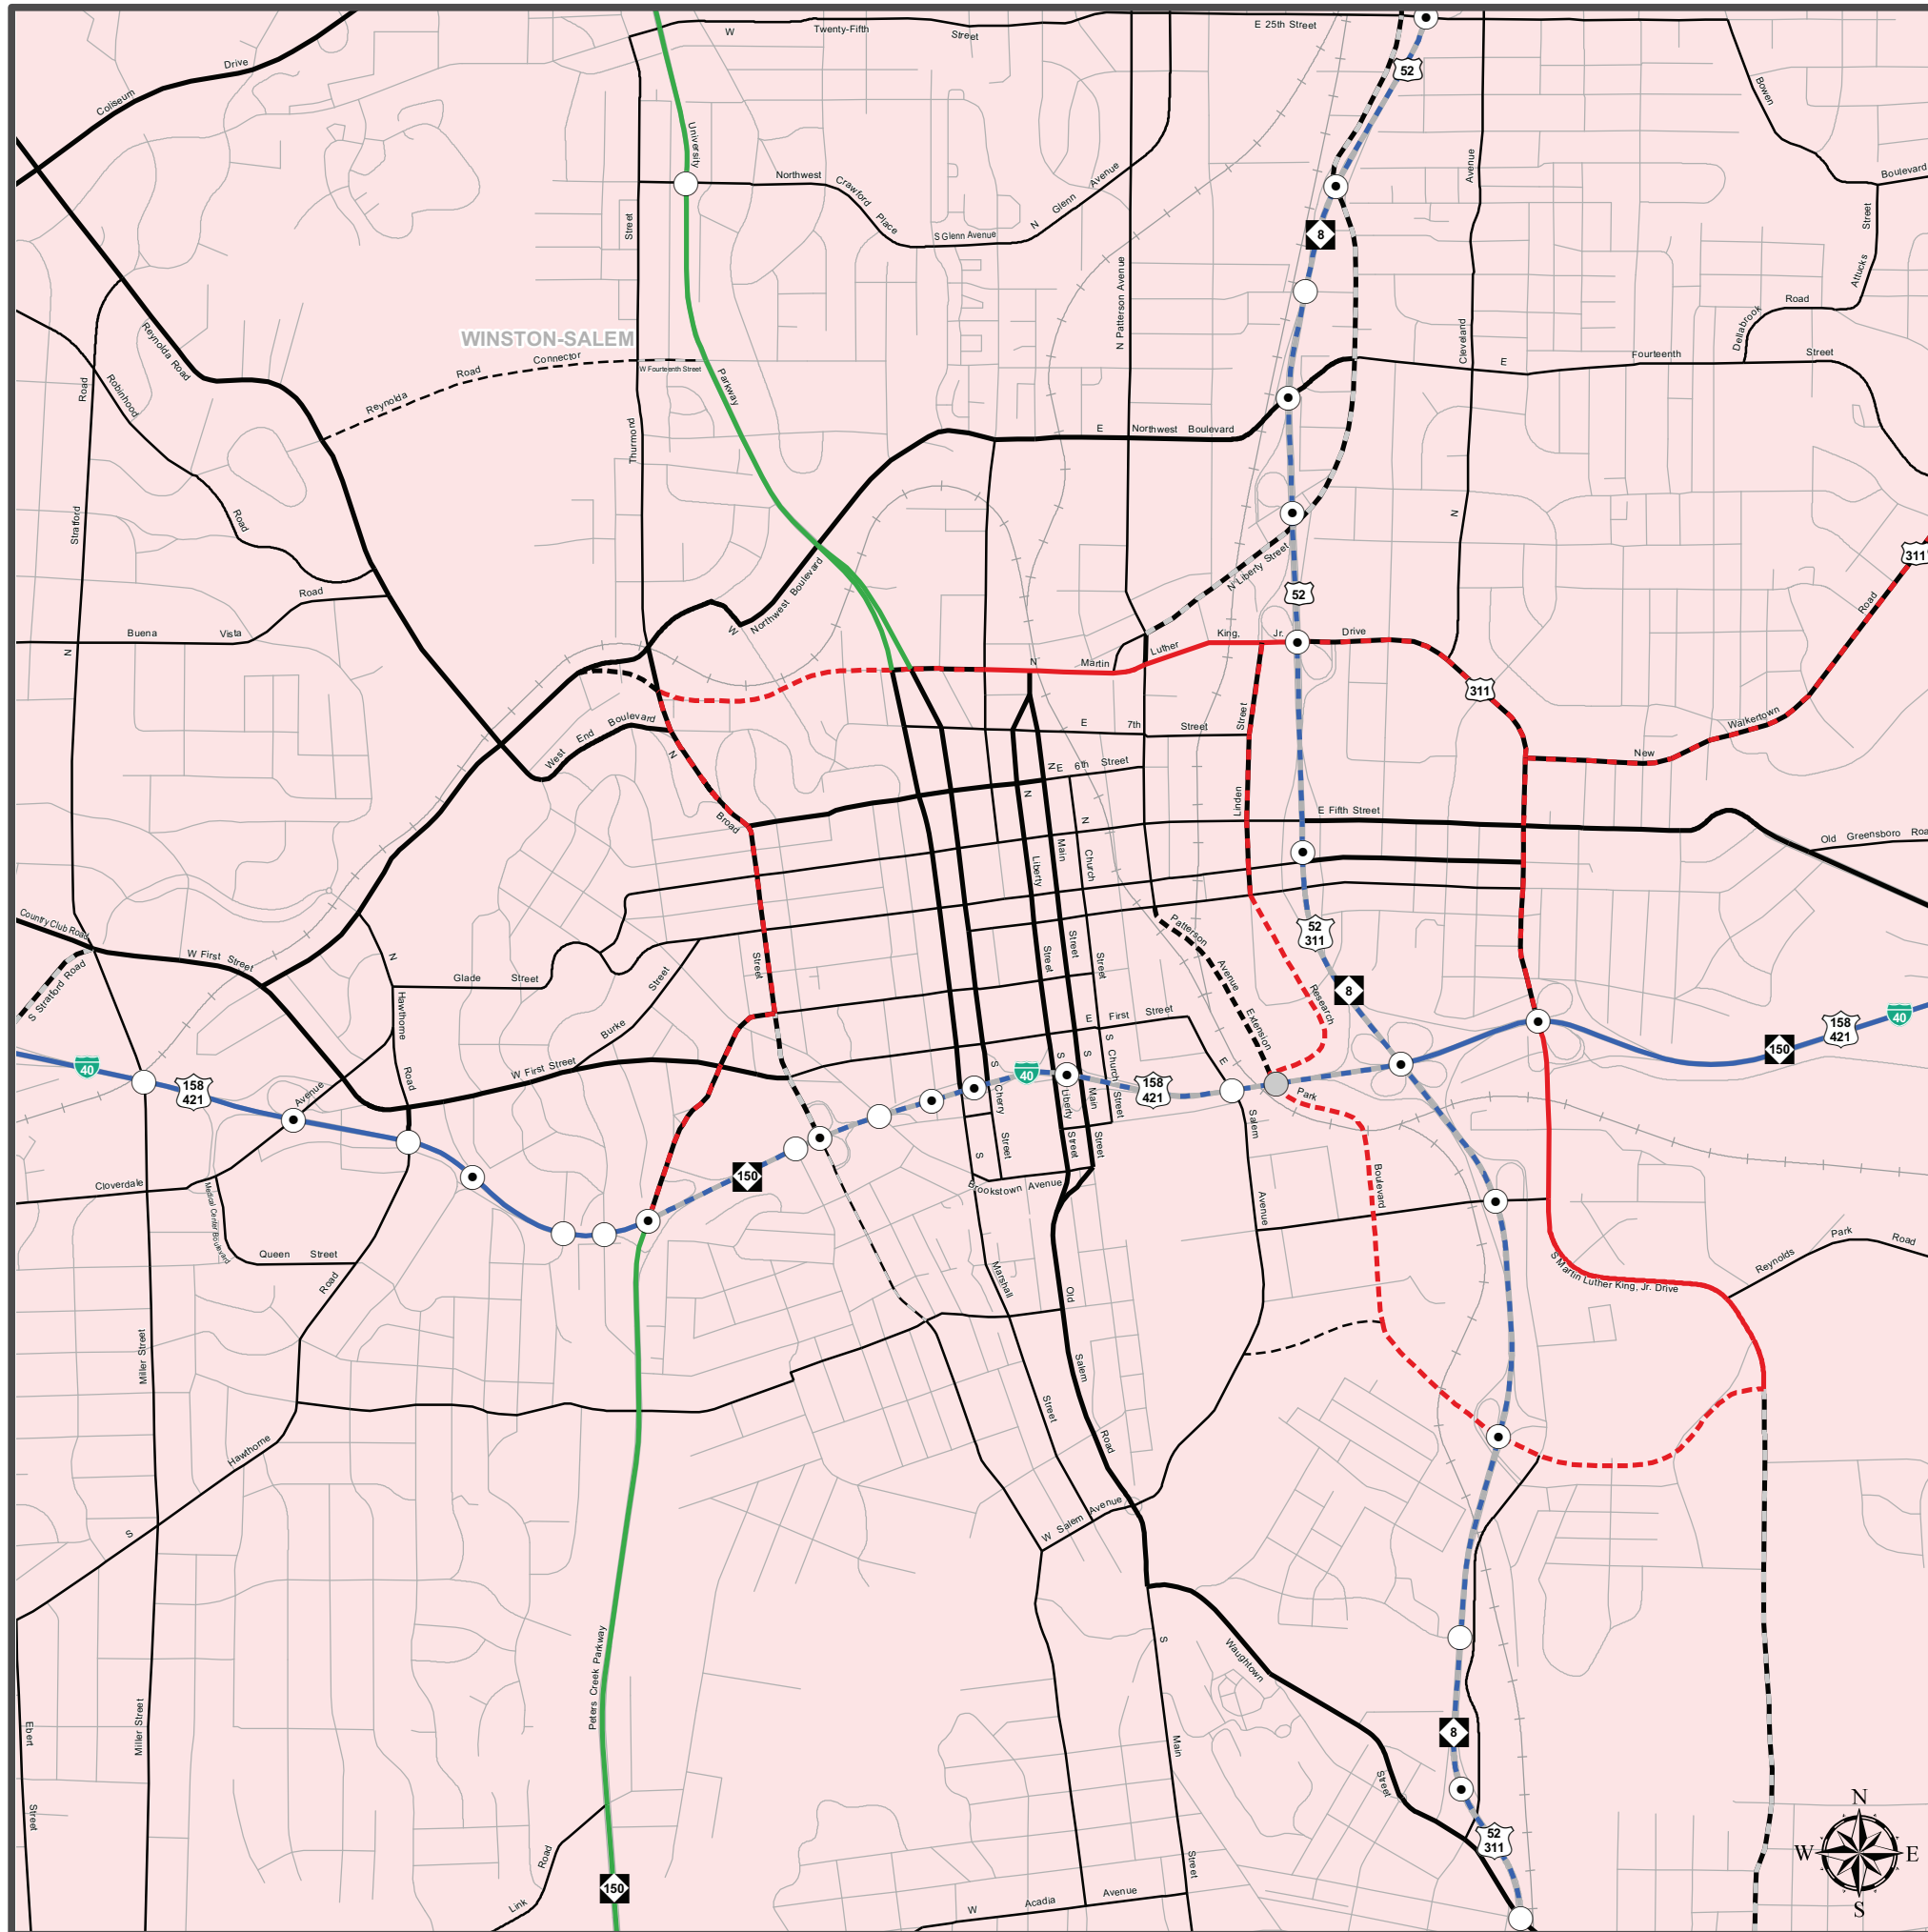 W
Twenty-Fifth
Street
E 25th Street
52
Drive
Coliseum
Bowen
University
Avenue
Northwest
Crawford
Place
N
Glenn
Avenue
S Glenn Avenue
Boulevard
Street
Street
8
Attucks
N Patterson Avenue
Road
Dellabrook
WINSTON-SALEM
Reynolda Road
Connector
Road
Reynolda
W Fourteenth Street
Parkway
Cleveland
E
Fourteenth
Street
Road
Robinhood
Thurmond
E
Northwest
Boulevard
Stratford
Road
N
311
N Liberty Street
52
Road
Buena
Vista
N
W
Northwest
Boulevard
Road
N
Martin
Luther
King,
Jr.
Drive
311
West
End
Boulevard
N
E
7th
Street
Street
New
Walkertown
N
E
6th
Street
N
Linden
Broad
N
E Fifth Street
Main
Church
Liberty
Old
Greensboro
Road
Country Club Road
W First Street
N
Glade
Street
S Stratford Road
Hawthorne
Street
Street
Street
Street
Street
Patterson
Avenue
Extension
Research
52
311
8
Burke
W First Street
E
First
Street
E
40
158
421
Avenue
Road
S
Cherry
Street
40
S
S
S
Church
Street
Liberty
Street
Main
Street
158
421
Salem
Avenue
Park
Boulevard
150
158
421
40
Cloverdale
Medical Center Boulevard
Queen
Street
Road
150
S
Brookstown
Avenue
Marshall
Street
Old
Salem
Road
S Martin Luther King, Jr. Drive
Reynolds
Park
Road
Miller Street
Hawthorne
S
W
Salem
Avenue
Peters Creek Parkway
Miller Street
Ebert
Street
S
Main
Street
Waughtown
Street
8
52
311
150
Link
Road
W
Acadia
Avenue
N
W
E
S